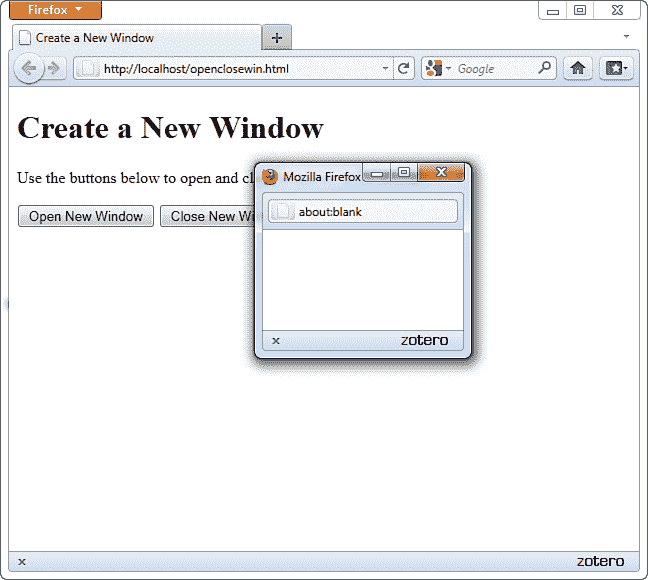 Firefox
Create a New Window
http://localhost/openclosewin.html
Google
Create a New Window
Use the buttons below to open and cl
Open New Window
Close New Wi
Mozilla Firefox
about:blank
x
zotero
x
zotero